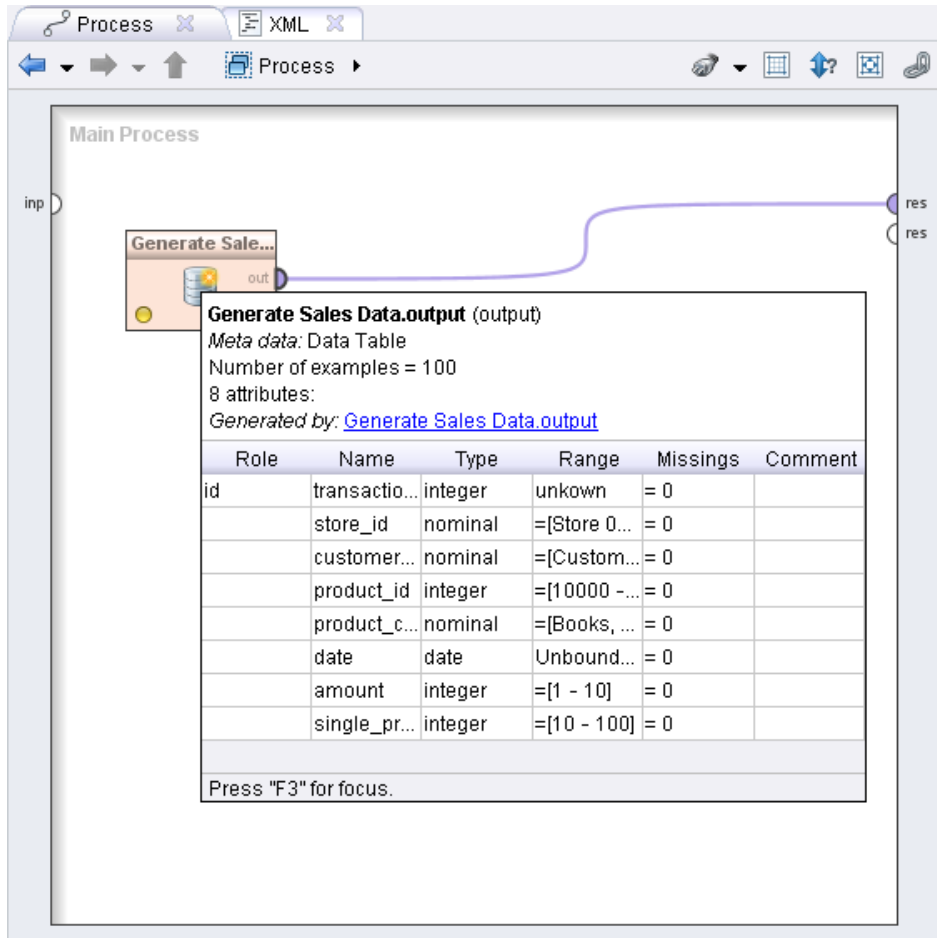 Process XML
Process
Main Process
inp
res
res
Generate Sale...
out
Generate Sales Data.output (output)
Meta data: Data Table
Number of examples = 100
8 attributes:
Generated by: Generate Sales Data.output
Role Name Type Range Missings Comment
id transactio... integer unkown = 0
store_id nominal =[Store 0... = 0
customer... nominal =[Custom... = 0
product_id integer =[10000 -... = 0
product_c... nominal =[Books, ... = 0
date date Unbound... = 0
amount integer =[1 - 10] = 0
single_pr... integer =[10 - 100] = 0
Press "F3" for focus.